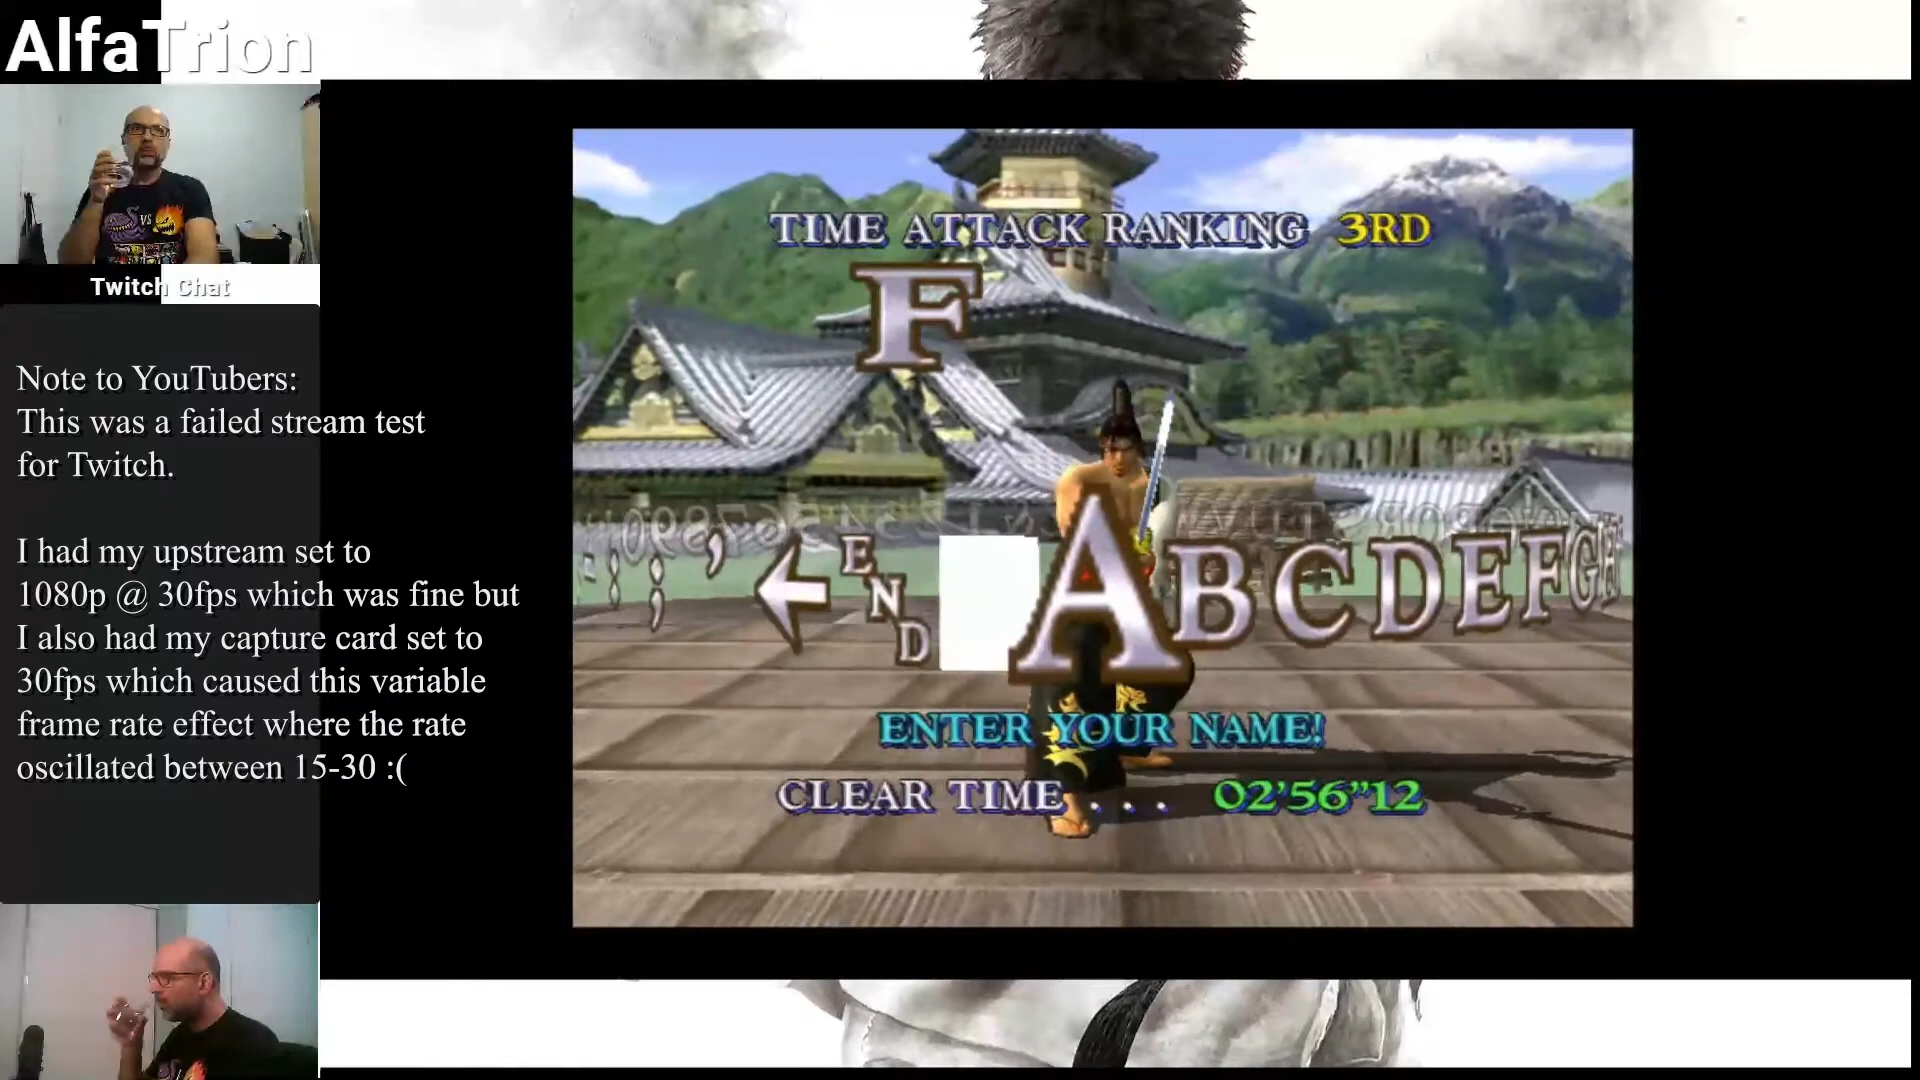 AlfaTrion
VS
Twitch Chat
Note to YouTubers:
This was a failed stream test
for Twitch.
I had my upstream set to
1080p @ 30fps which was fine but
I also had my capture card set to
30fps which caused this variable
frame rate effect where the rate
oscillated between 15-30 :(
TIME ATTACK RANKING 3RD
F
: ; , ← END ABCDEFGH
ENTER YOUR NAME!
CLEAR TIME . . . 02'56"12